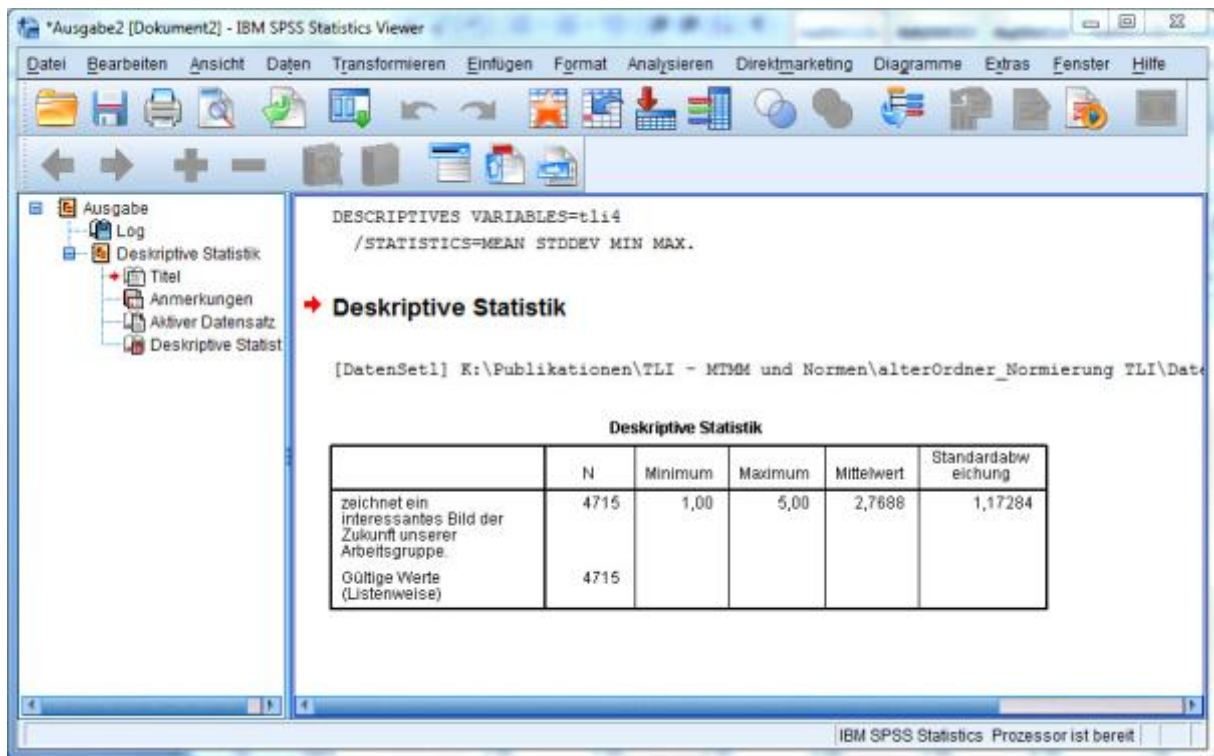 *Ausgabe2 [Dokument2] - IBM SPSS Statistics Viewer
Datei Bearbeiten Ansicht Daten Transformieren Einfügen Format Analysieren Direktmarketing Diagramme Extras Fenster Hilfe
Ausgabe
Log
Deskriptive Statistik
Titel
Anmerkungen
Aktiver Datensatz
Deskriptive Statist
DESCRIPTIVES VARIABLES=tli4
/STATISTICS=MEAN STDDEV MIN MAX.
Deskriptive Statistik
[DatenSet1] K:\Publikationen\TLI - MTMM und Normen\alterOrdner_Normierung TLI\Date
Deskriptive Statistik
N Minimum Maximum Mittelwert Standardabw
eichung
zeichnet ein 4715 1,00 5,00 2,7688 1,17284
interessantes Bild der
Zukunft unserer
Arbeitsgruppe.
Gültige Werte 4715
(Listenweise)
IBM SPSS Statistics Prozessor ist bereit